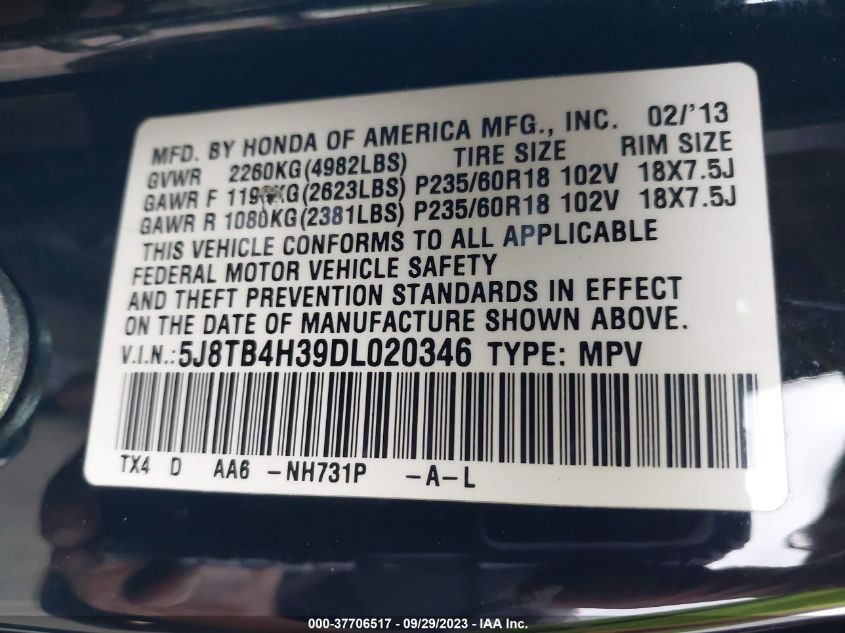 MFD. BY HONDA OF AMERICA MFG., INC. 02/'13
GVWR 2260KG(4982LBS) TIRE SIZE RIM SIZE
GAWR F 1190KG(2623LBS) P235/60R18 102V 18X7.5J
GAWR R 1080KG(2381LBS) P235/60R18 102V 18X7.5J
THIS VEHICLE CONFORMS TO ALL APPLICABLE
FEDERAL MOTOR VEHICLE SAFETY
AND THEFT PREVENTION STANDARDS IN EFFECT
ON THE DATE OF MANUFACTURE SHOWN ABOVE.
V.I.N.:5J8TB4H39DL020346 TYPE: MPV
TX4 D AA6 -NH731P -A-L
000-37706517 - 09/29/2023 - IAA Inc.